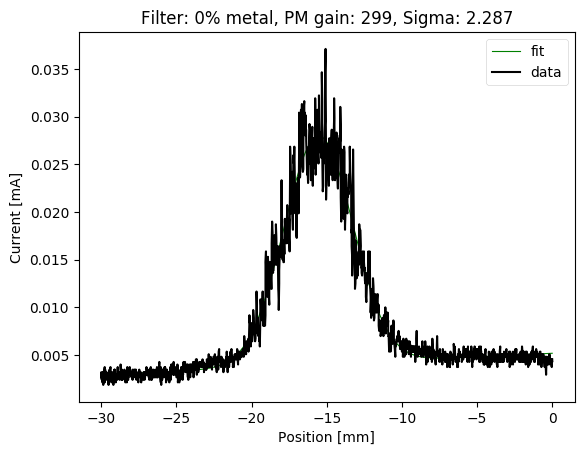 Filter: 0% metal, PM gain: 299, Sigma: 2.287
fit
data
0.035
0.030
0.025
0.020
0.015
0.010
0.005
Current [mA]
−30
−25
−20
−15
−10
−5
0
Position [mm]